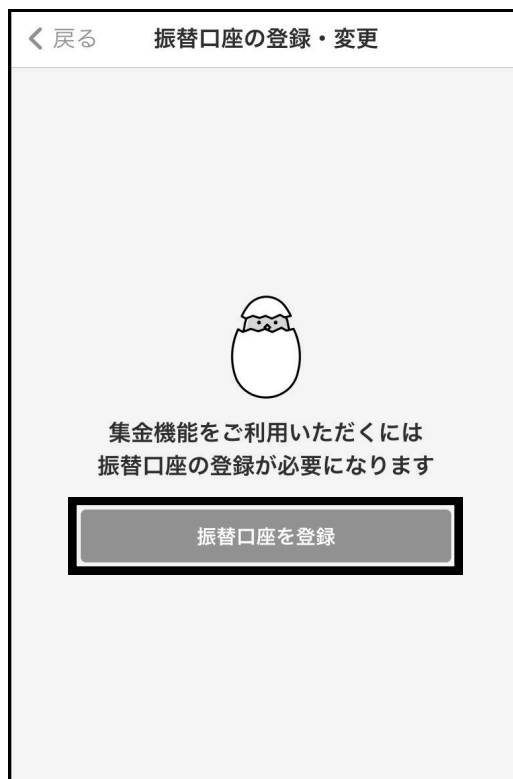 戻る 振替口座の登録・変更
集金機能をご利用いただくには
振替口座の登録が必要になります
振替口座を登録